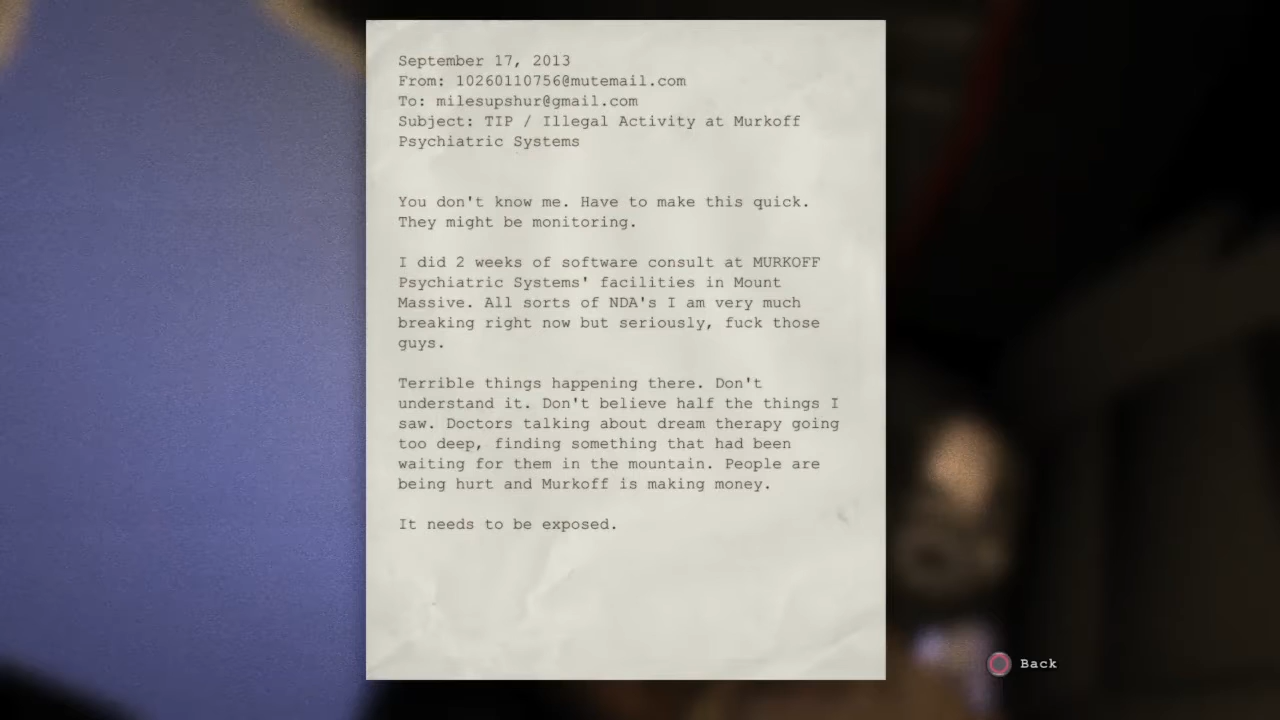 September 17, 2013
From: 10260110756@mutemail.com
To: milesupshur@gmail.com
Subject: TIP / Illegal Activity at Murkoff
Psychiatric Systems
You don't know me. Have to make this quick.
They might be monitoring.
I did 2 weeks of software consult at MURKOFF
Psychiatric Systems' facilities in Mount
Massive. All sorts of NDA's I am very much
breaking right now but seriously, fuck those
guys.
Terrible things happening there. Don't
understand it. Don't believe half the things I
saw. Doctors talking about dream therapy going
too deep, finding something that had been
waiting for them in the mountain. People are
being hurt and Murkoff is making money.
It needs to be exposed.
Back